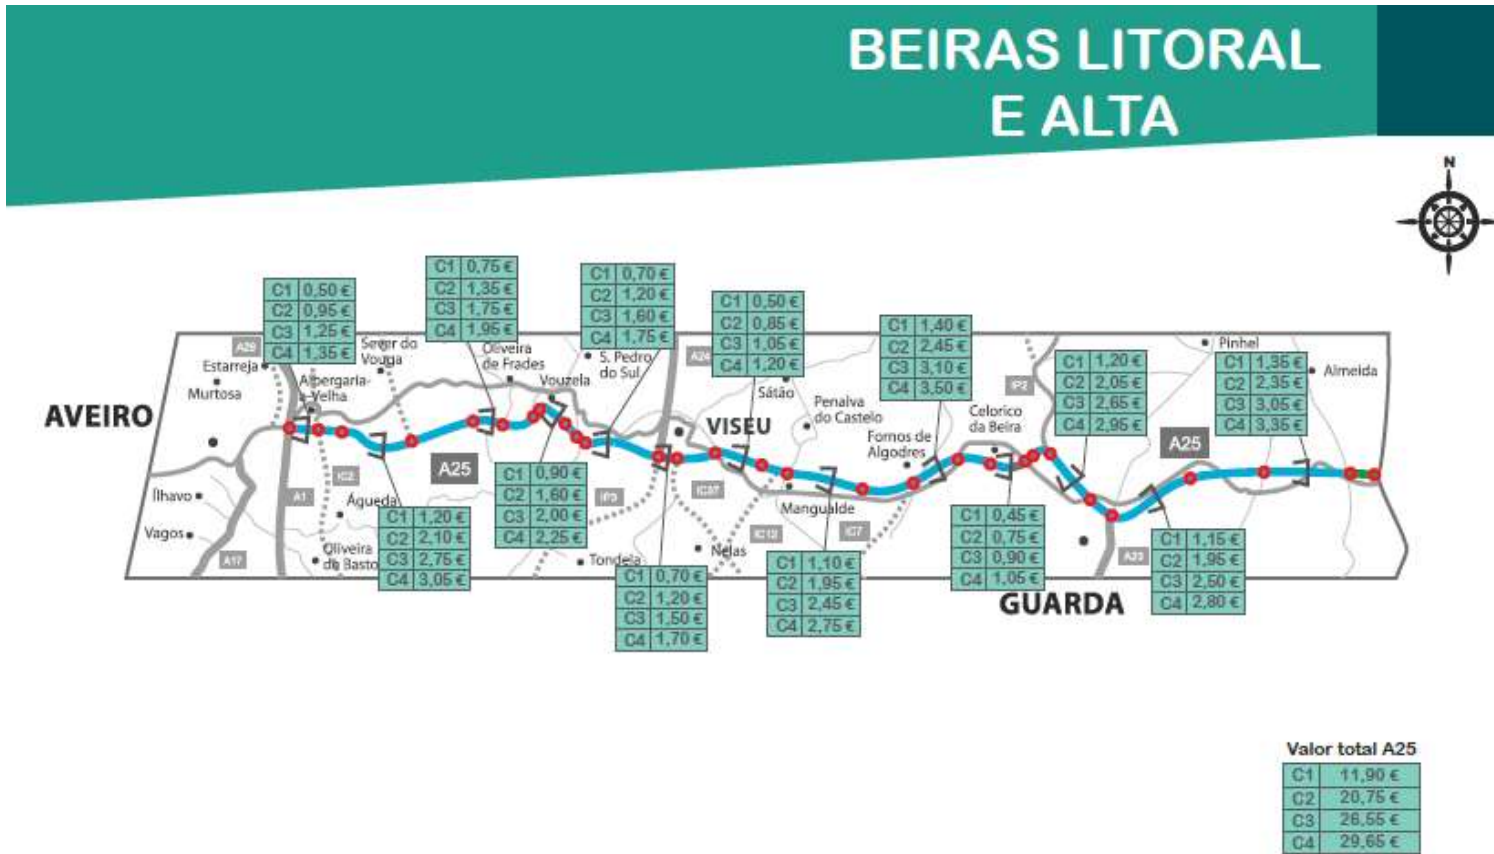 BEIRAS LITORAL
E ALTA
N
C1 0,50 €
C2 0,95 €
C3 1,25 €
C4 1,35 €
C1 0,75 €
C2 1,35 €
C3 1,75 €
C4 1,95 €
C1 0,70 €
C2 1,20 €
C3 1,60 €
C4 1,75 €
C1 0,50 €
C2 0,85 €
C3 1,05 €
C4 1,20 €
C1 1,40 €
C2 2,45 €
C3 3,10 €
C4 3,50 €
C1 1,20 €
C2 2,05 €
C3 2,65 €
C4 2,95 €
C1 1,35 €
C2 2,35 €
C3 3,05 €
C4 3,35 €
A29
Estarreja
Murtosa
Albergaria-
a-Velha
Sever do
Vouga
Oliveira
de Frades
Vouzela
S. Pedro
do Sul
A24
Sátão
Penalva
do Castelo
Fornos de
Algodres
Celorico
da Beira
IP2
Pinhel
Almeida
AVEIRO
VISEU
A25
A25
Ílhavo
Vagos
A17
A1
IC2
Águeda
Oliveira
do Basto
IP3
Tondela
IC37
Nelas
IC12
Mangualde
IC7
A23
GUARDA
C1 1,20 €
C2 2,10 €
C3 2,75 €
C4 3,05 €
C1 0,90 €
C2 1,60 €
C3 2,00 €
C4 2,25 €
C1 0,70 €
C2 1,20 €
C3 1,50 €
C4 1,70 €
C1 1,10 €
C2 1,95 €
C3 2,45 €
C4 2,75 €
C1 0,45 €
C2 0,75 €
C3 0,90 €
C4 1,05 €
C1 1,15 €
C2 1,95 €
C3 2,50 €
C4 2,80 €
Valor total A25
C1 11,90 €
C2 20,75 €
C3 26,55 €
C4 29,65 €